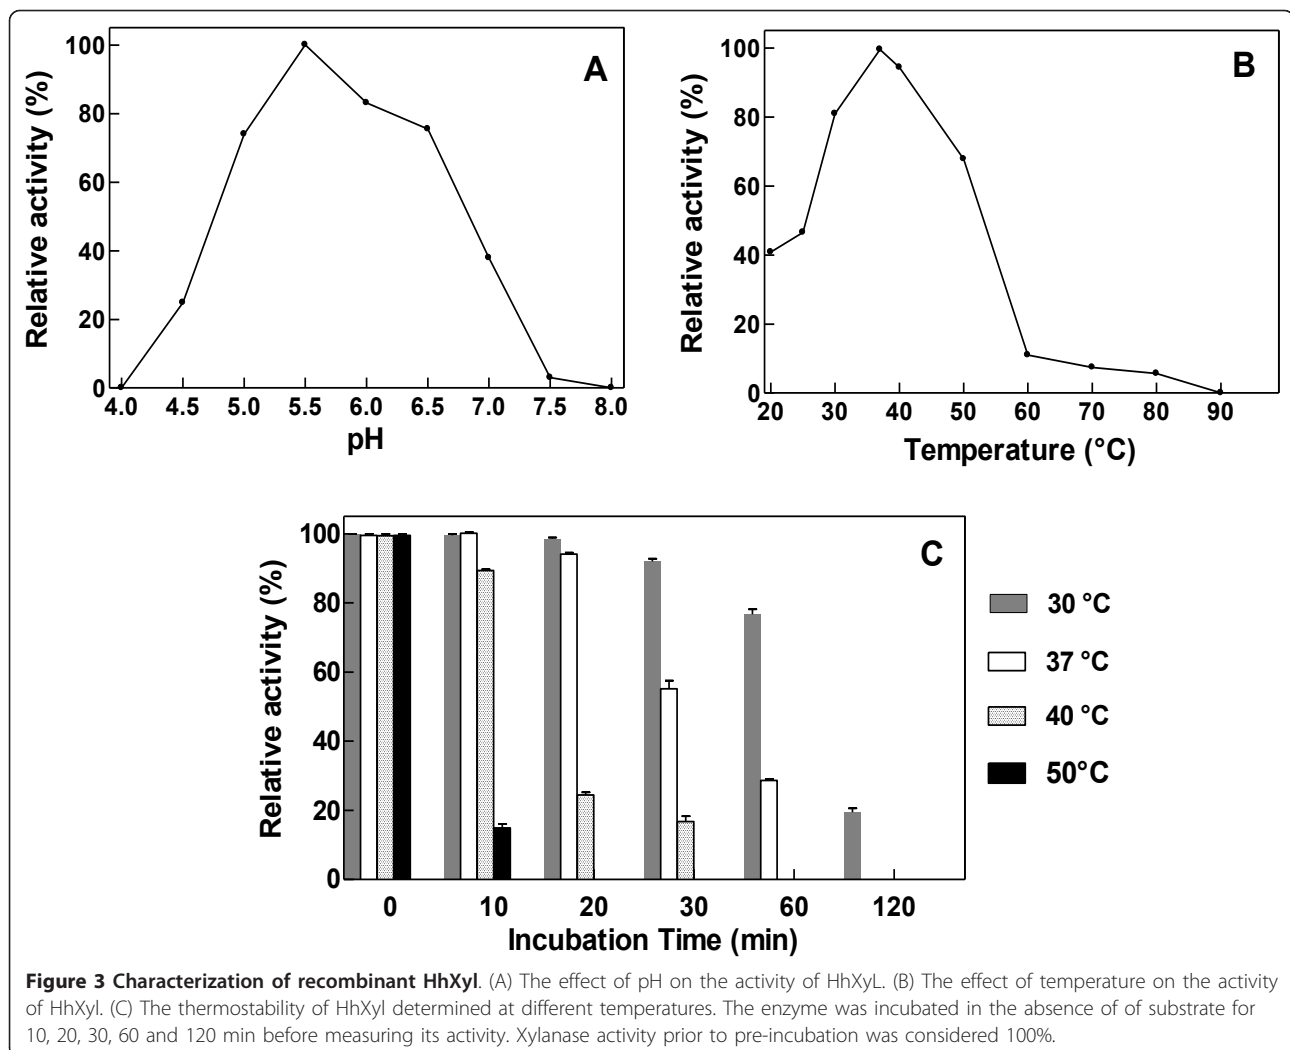 A
Relative activity (%)
100
80
60
40
20
0
4.0 4.5 5.0 5.5 6.0 6.5 7.0 7.5 8.0
pH
B
Relative activity (%)
100
80
60
40
20
0
20 30 40 50 60 70 80 90
Temperature (°C)
C
Relative activity (%)
100
80
60
40
20
0
0 10 20 30 60 120
Incubation Time (min)
30 °C
37 °C
40 °C
50°C
Figure 3 Characterization of recombinant HhXyl. (A) The effect of pH on the activity of HhXyL. (B) The effect of temperature on the activity
of HhXyl. (C) The thermostability of HhXyl determined at different temperatures. The enzyme was incubated in the absence of of substrate for
10, 20, 30, 60 and 120 min before measuring its activity. Xylanase activity prior to pre-incubation was considered 100%.